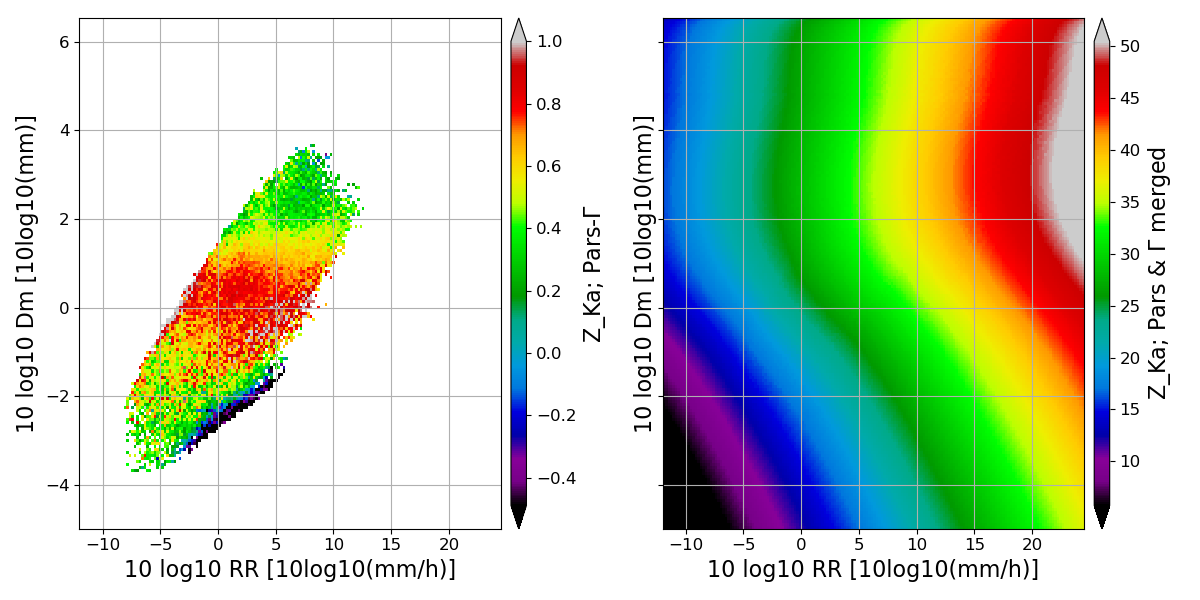 6
4
2
0
−2
−4
10 log10 Dm [10log10(mm)]
−10 −5 0 5 10 15 20
10 log10 RR [10log10(mm/h)]
1.0
0.8
0.6
0.4
0.2
0.0
−0.2
−0.4
Z_Ka; Pars-Γ
10 log10 Dm [10log10(mm)]
−10 −5 0 5 10 15 20
10 log10 RR [10log10(mm/h)]
50
45
40
35
30
25
20
15
10
Z_Ka; Pars & Γ merged